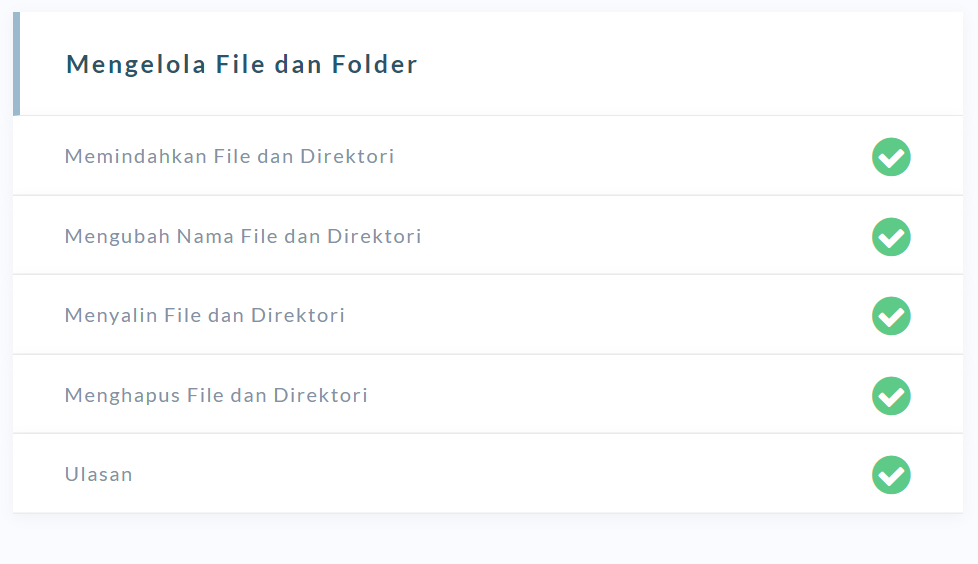 Mengelola File dan Folder
Memindahkan File dan Direktori
Mengubah Nama File dan Direktori
Menyalin File dan Direktori
Menghapus File dan Direktori
Ulasan